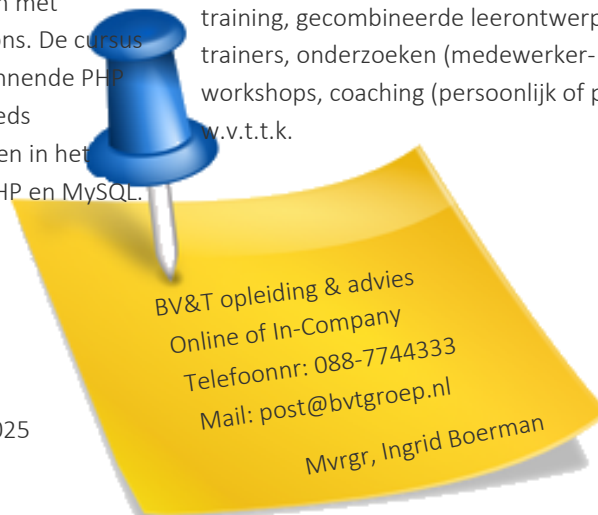 n met
ons. De cursus
nnende PHP
eds
en in het
HP en MySQL.
025
training, gecombineerde leerontwerp
trainers, onderzoeken (medewerker-
workshops, coaching (persoonlijk of p
w.v.t.t.k.
BV&T opleiding & advies
Online of In-Company
Telefoonnr: 088-7744333
Mail: post@bvtgroep.nl
Mvrgr, Ingrid Boerman